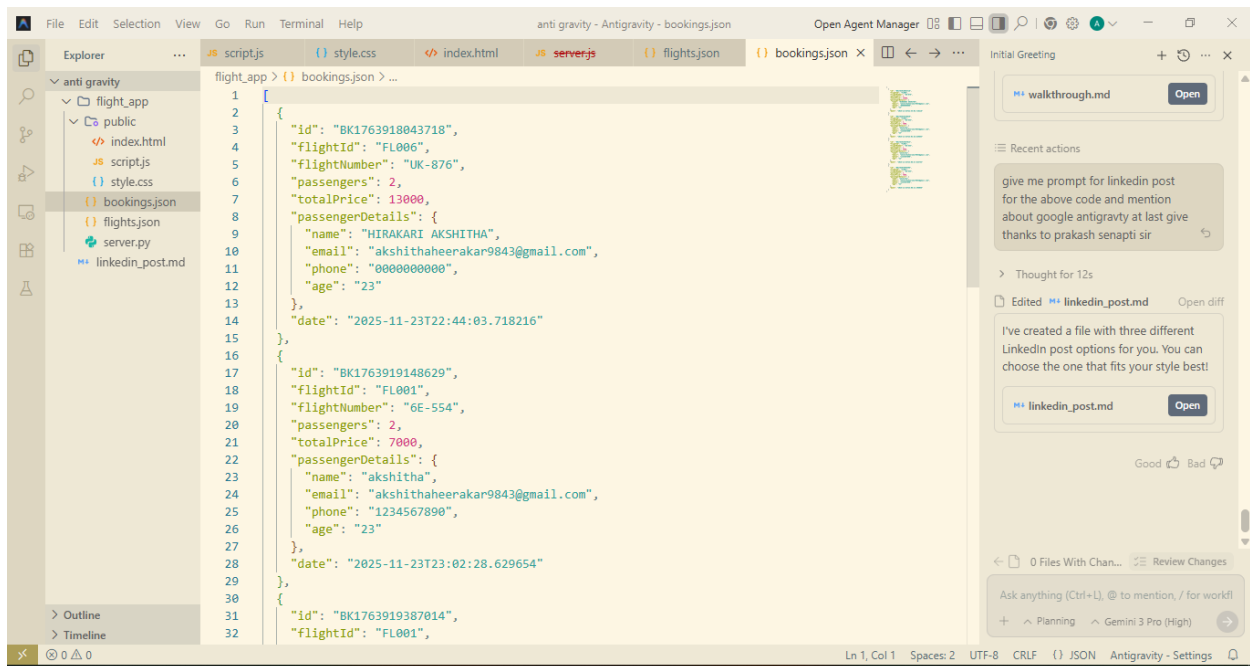 File Edit Selection View Go Run Terminal Help
anti gravity - Antigravity - bookings.json
Open Agent Manager
A
Explorer
anti gravity
flight_app
public
index.html
JS script.js
{ } style.css
{ } bookings.json
{ } flights.json
server.py
linkedin_post.md
Outline
Timeline
JS script.js
{ } style.css
index.html
JS server.js
{ } flights.json
{ } bookings.json
flight_app > { } bookings.json > ...
1 [
2 {
3 "id": "BK1763918043718",
4 "flightId": "FL006",
5 "flightNumber": "UK-876",
6 "passengers": 2,
7 "totalPrice": 13000,
8 "passengerDetails": {
9 "name": "HIRAKARI AKSHITHA",
10 "email": "akshithaheerakar9843@gmail.com",
11 "phone": "0000000000",
12 "age": "23"
13 },
14 "date": "2025-11-23T22:44:03.718216"
15 },
16 {
17 "id": "BK1763919148629",
18 "flightId": "FL001",
19 "flightNumber": "6E-554",
20 "passengers": 2,
21 "totalPrice": 7000,
22 "passengerDetails": {
23 "name": "akshitha",
24 "email": "akshithaheerakar9843@gmail.com",
25 "phone": "1234567890",
26 "age": "23"
27 },
28 "date": "2025-11-23T23:02:28.629654"
29 },
30 {
31 "id": "BK1763919387014",
32 "flightId": "FL001",
Initial Greeting
walkthrough.md Open
Recent actions
give me prompt for linkedin post
for the above code and mention
about google antigravty at last give
thanks to prakash senapti sir
Thought for 12s
Edited linkedin_post.md Open diff
I've created a file with three different
LinkedIn post options for you. You can
choose the one that fits your style best!
linkedin_post.md Open
Good Bad
0 Files With Chan... Review Changes
Ask anything (Ctrl+L), @ to mention, / for workfl
Planning Gemini 3 Pro (High)
0 0
Ln 1, Col 1 Spaces: 2 UTF-8 CRLF { } JSON Antigravity - Settings